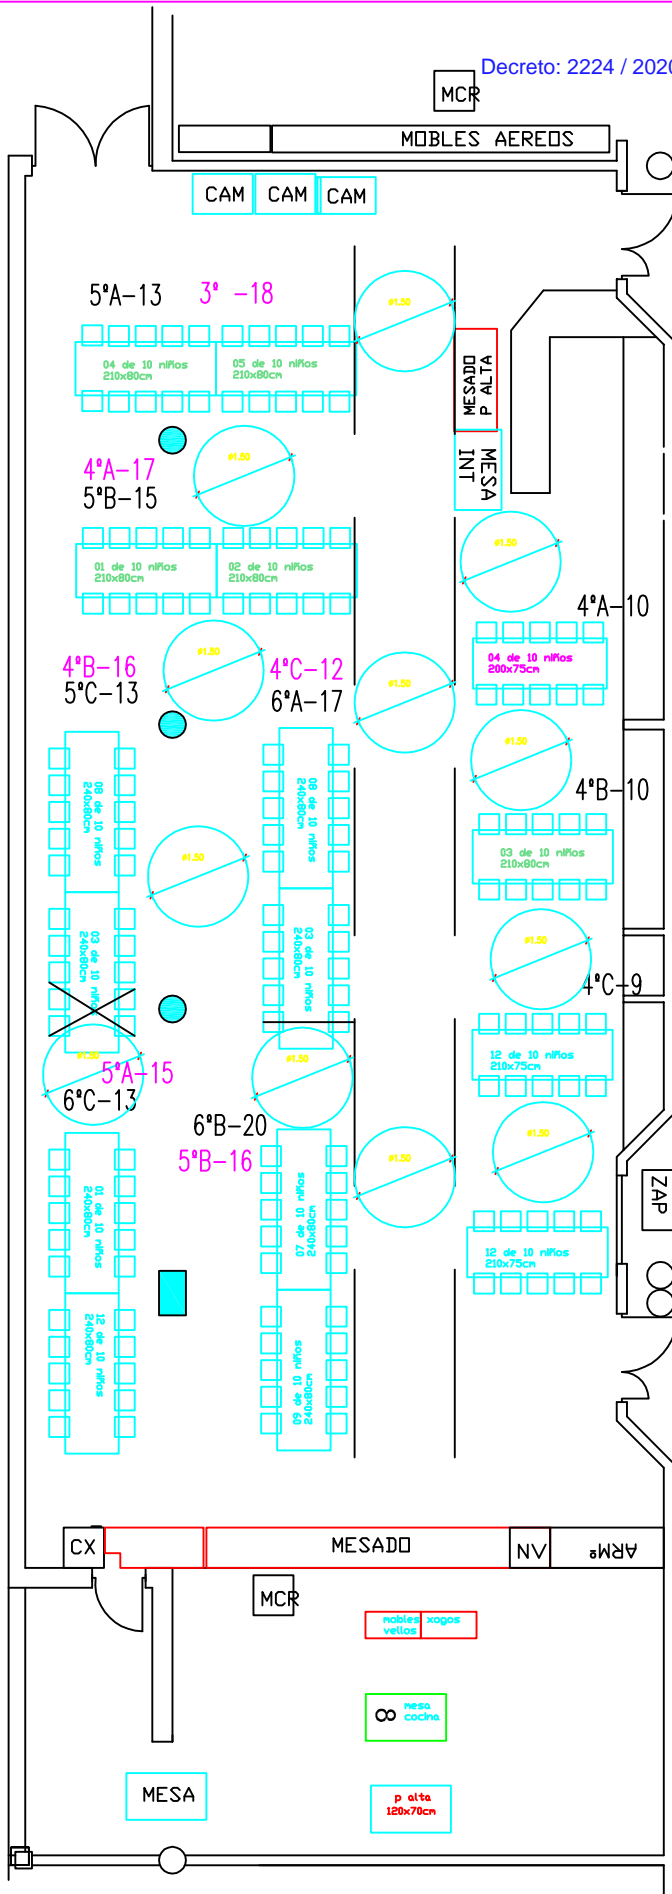 Decreto: 2224 / 2020
MCR
MOBLES AEREOS
CAM
CAM
CAM
5ºA-13
3º -18
ø1.50
04 de 10 niños
210x80cm
05 de 10 niños
210x80cm
MESADO
P ALTA
MESA
INT
4ºA-17
5ºB-15
ø1.50
01 de 10 niños
210x80cm
02 de 10 niños
210x80cm
ø1.50
4ºA-10
4ºB-16
5ºC-13
ø1.50
4ºC-12
6ºA-17
ø1.50
04 de 10 niños
200x75cm
ø1.50
4ºB-10
08 de 10 niños
240x80cm
08 de 10 niños
240x80cm
ø1.50
03 de 10 niños
210x80cm
03 de 10 niños
240x80cm
03 de 10 niños
240x80cm
ø1.50
4ºC-9
ø1.50
5ºA-15
6ºC-13
ø1.50
12 de 10 niños
210x75cm
6ºB-20
5ºB-16
ø1.50
ø1.50
01 de 10 niños
240x80cm
07 de 10 niños
240x80cm
ZAP
12 de 10 niños
210x75cm
12 de 10 niños
240x80cm
09 de 10 niños
240x80cm
CX
MESADO
VN
ARMº
MCR
mobles xogos
vellos
8
mesa
cocina
MESA
p alta
120x70cm